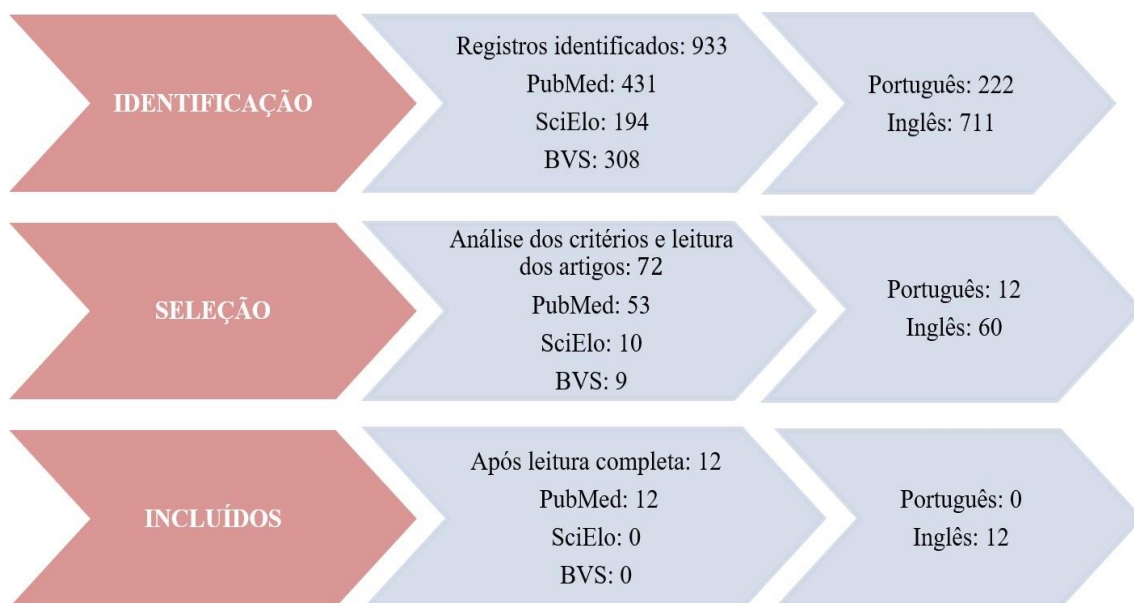 IDENTIFICAÇÃO
Registros identificados: 933
PubMed: 431
SciElo: 194
BVS: 308
Português: 222
Inglês: 711
SELEÇÃO
Análise dos critérios e leitura
dos artigos: 72
PubMed: 53
SciElo: 10
BVS: 9
Português: 12
Inglês: 60
INCLUÍDOS
Após leitura completa: 12
PubMed: 12
SciElo: 0
BVS: 0
Português: 0
Inglês: 12